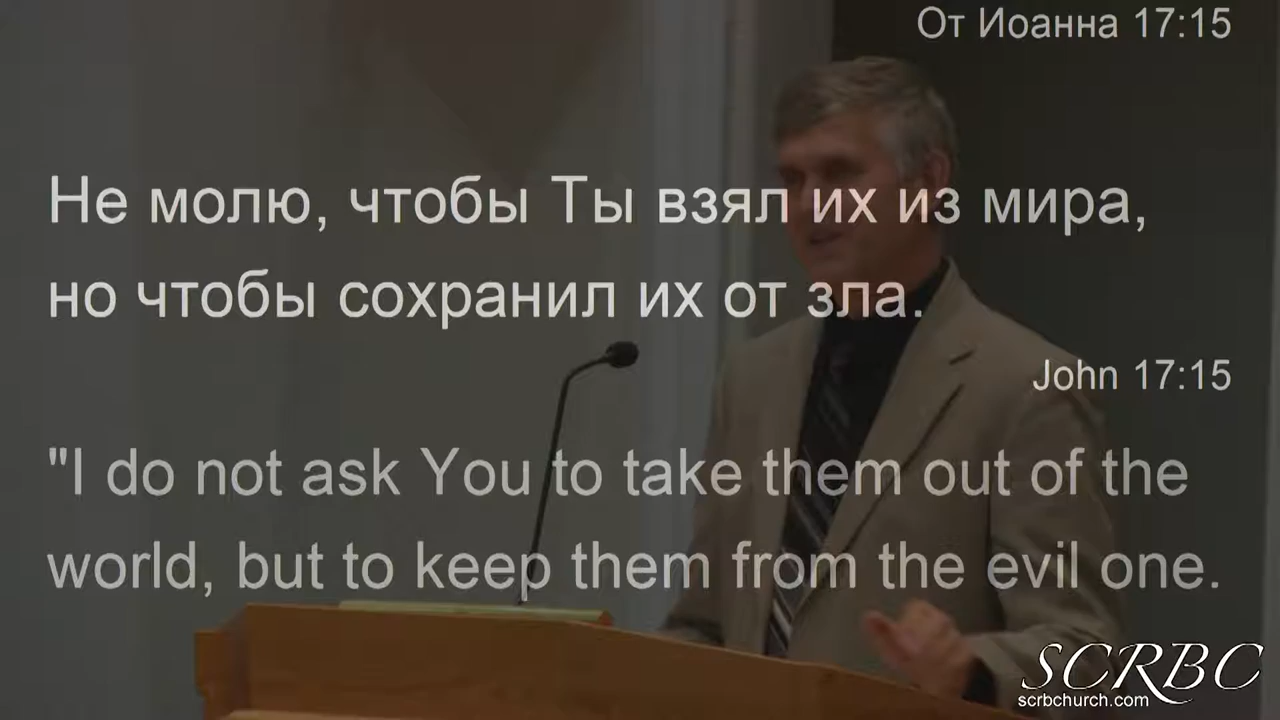 От Иоанна 17:15
Не молю, чтобы Ты взял их из мира,
но чтобы сохранил их от зла.
John 17:15
"I do not ask You to take them out of the
world, but to keep them from the evil one.
SCRBC
scrbchurch.com